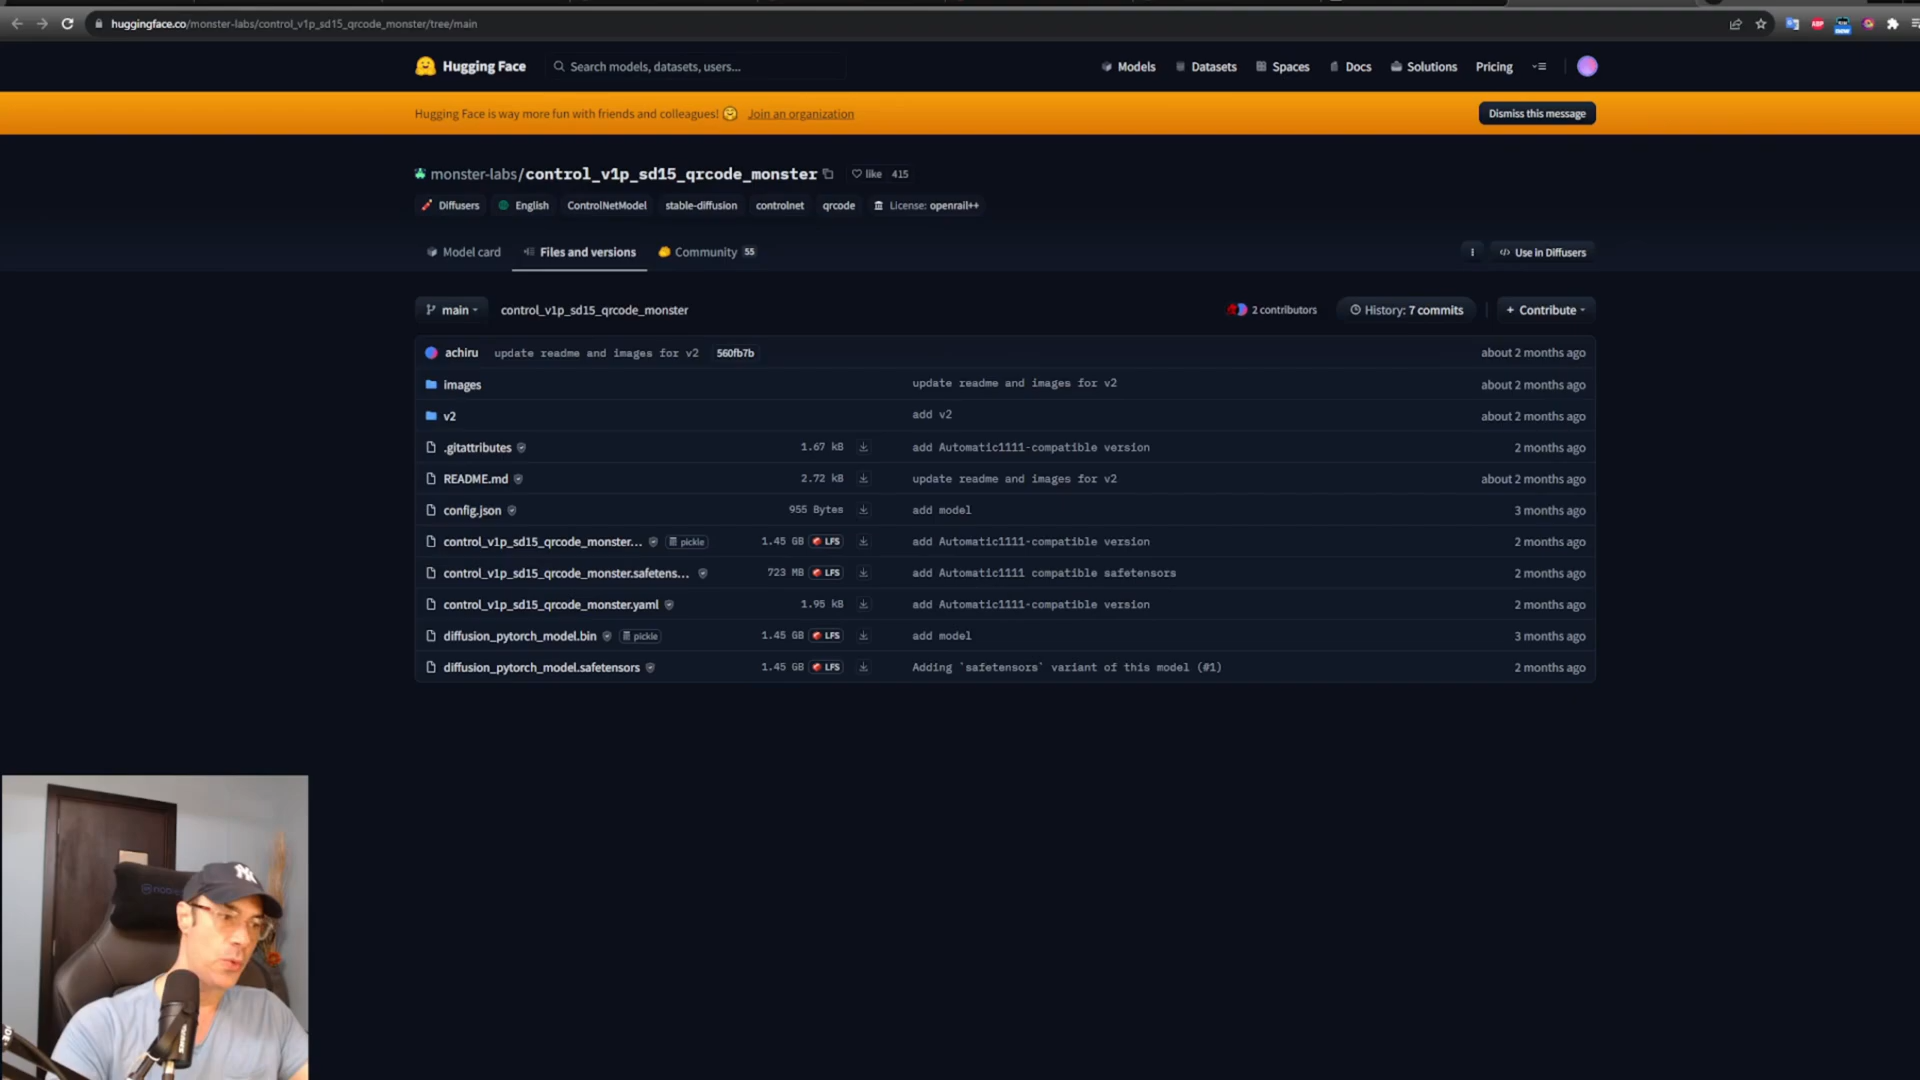 huggingface.co/monster-labs/control_v1p_sd15_qrcode_monster/tree/main
Hugging Face
Search models, datasets, users...
Models
Datasets
Spaces
Docs
Solutions
Pricing
Hugging Face is way more fun with friends and colleagues! Join an organization
Dismiss this message
monster-labs/control_v1p_sd15_qrcode_monster
like 415
Diffusers English ControlNetModel stable-diffusion controlnet qrcode License: openrail++
Model card Files and versions Community 55
Use in Diffusers
main control_v1p_sd15_qrcode_monster
2 contributors History: 7 commits + Contribute
achiru update readme and images for v2 560fb7b about 2 months ago
images update readme and images for v2 about 2 months ago
v2 add v2 about 2 months ago
.gitattributes 1.67 kB add Automatic1111-compatible version 2 months ago
README.md 2.72 kB update readme and images for v2 about 2 months ago
config.json 955 Bytes add model 3 months ago
control_v1p_sd15_qrcode_monster... pickle 1.45 GB LFS add Automatic1111-compatible version 2 months ago
control_v1p_sd15_qrcode_monster.safetens... 723 MB LFS add Automatic1111 compatible safetensors 2 months ago
control_v1p_sd15_qrcode_monster.yaml 1.95 kB add Automatic1111-compatible version 2 months ago
diffusion_pytorch_model.bin pickle 1.45 GB LFS add model 3 months ago
diffusion_pytorch_model.safetensors 1.45 GB LFS Adding `safetensors` variant of this model (#1) 2 months ago